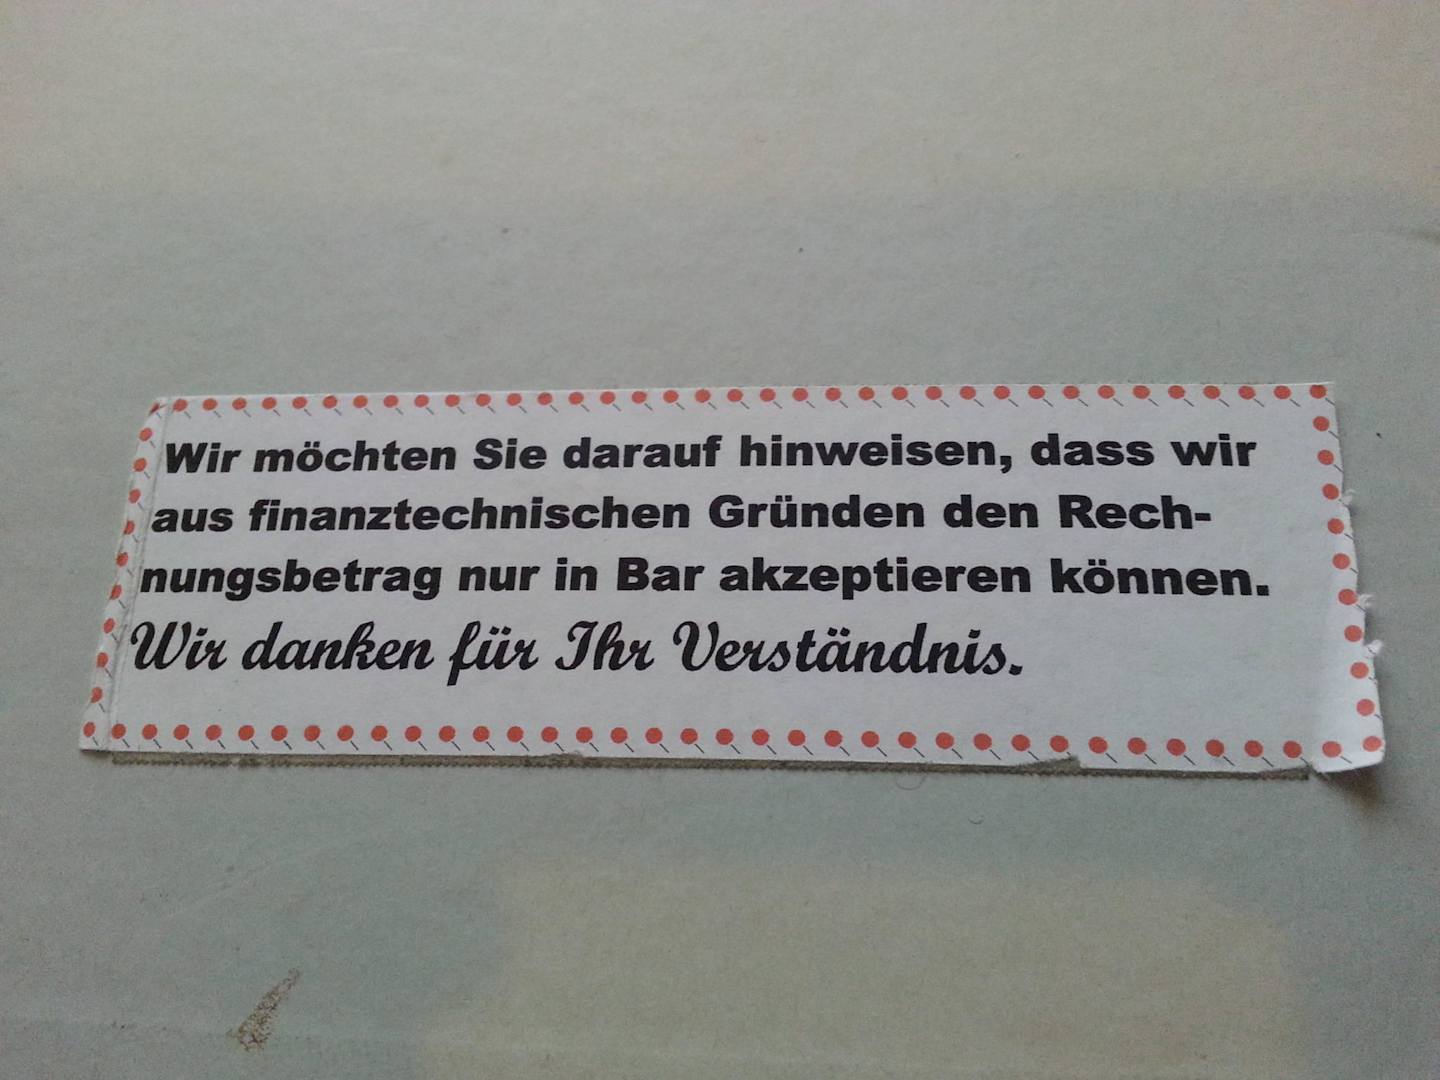 Wir möchten Sie darauf hinweisen, dass wir
aus finanztechnischen Gründen den Rech-
nungsbetrag nur in Bar akzeptieren können.
Wir danken für Ihr Verständnis.